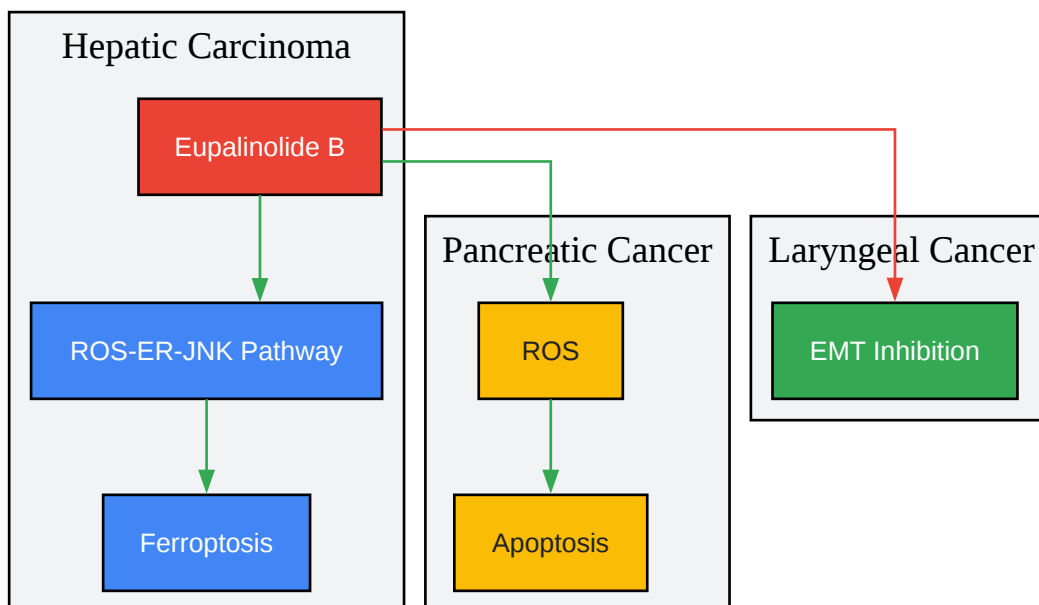 Hepatic Carcinoma
Eupalinolide B
Pancreatic Cancer
Laryngeal Cancer
ROS-ER-JNK Pathway
ROS
EMT Inhibition
Ferroptosis
Apoptosis